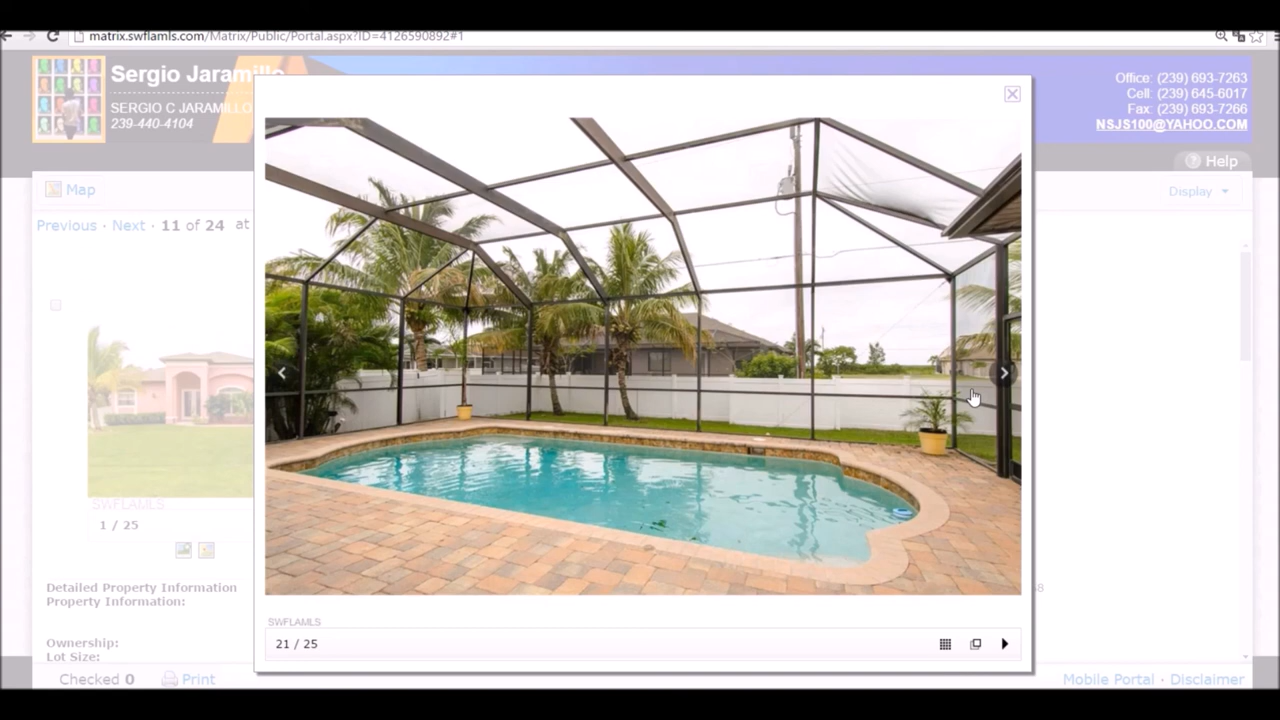 matrix.swflamls.com/Matrix/Public/Portal.aspx?ID=4126590892#1
Sergio Jaramillo
SERGIO C JARAMILLO
239-440-4104
Office: (239) 693-7263
Cell: (239) 645-6017
Fax: (239) 693-7266
NSJS100@YAHOO.COM
Help
Map
Display
Previous · Next · 11 of 24 at
SWFLAMLS
1 / 25
Detailed Property Information
Property Information:
Ownership:
Lot Size:
SWFLAMLS
21 / 25
Checked 0 Print
Mobile Portal · Disclaimer